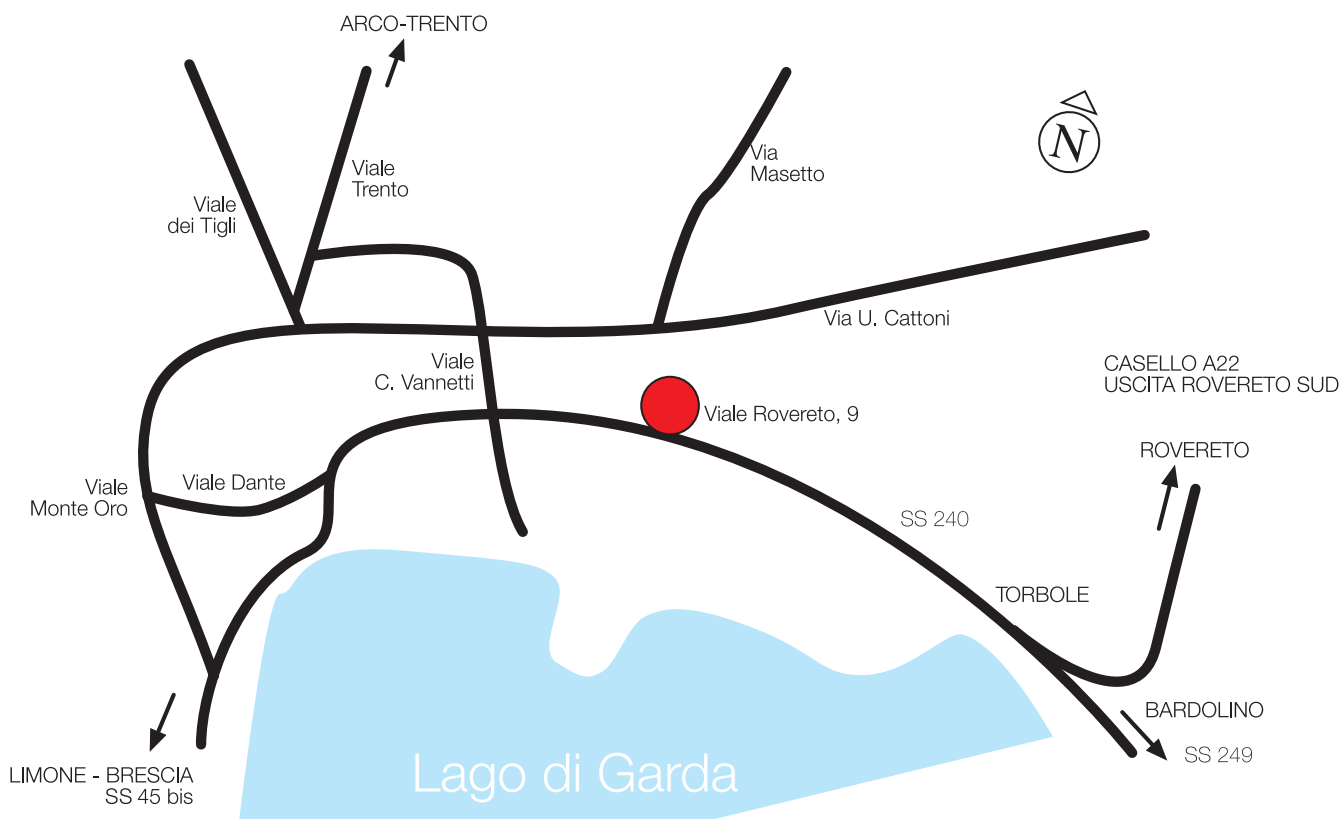 ARCO-TRENTO
N
Viale
Trento
Via
Masetto
Viale
dei Tigli
Via U. Cattoni
Viale
C. Vannetti
CASELLO A22
USCITA ROVERETO SUD
Viale Rovereto, 9
ROVERETO
Viale
Monte Oro
Viale Dante
SS 240
TORBOLE
BARDOLINO
SS 249
LIMONE - BRESCIA
SS 45 bis
Lago di Garda